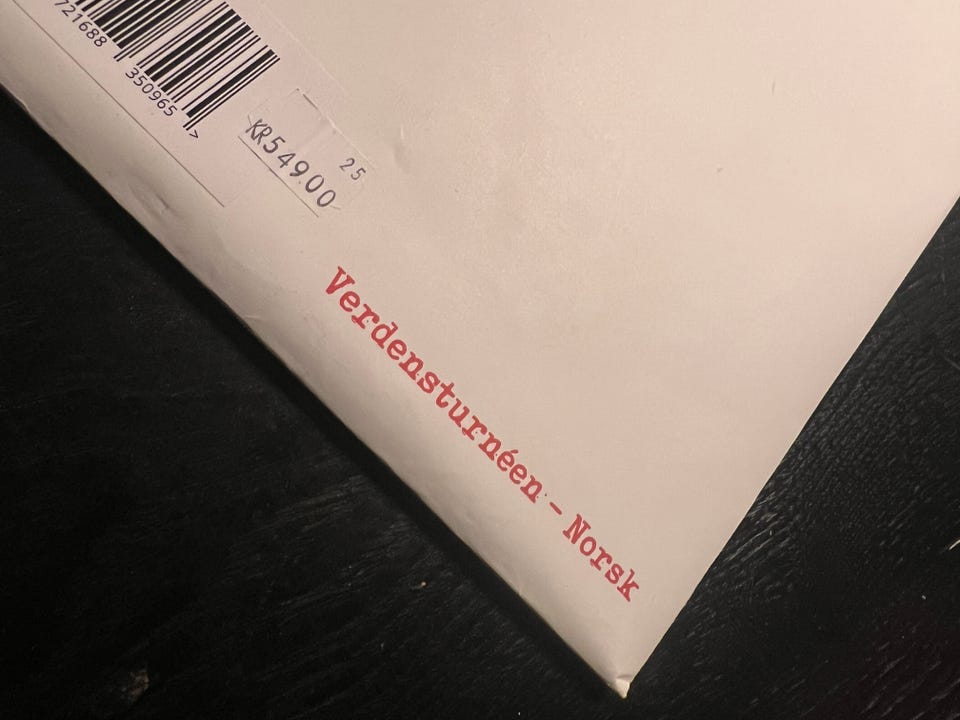 721688 350965 >
25
KR549.00
Verdensturnéen - Norsk